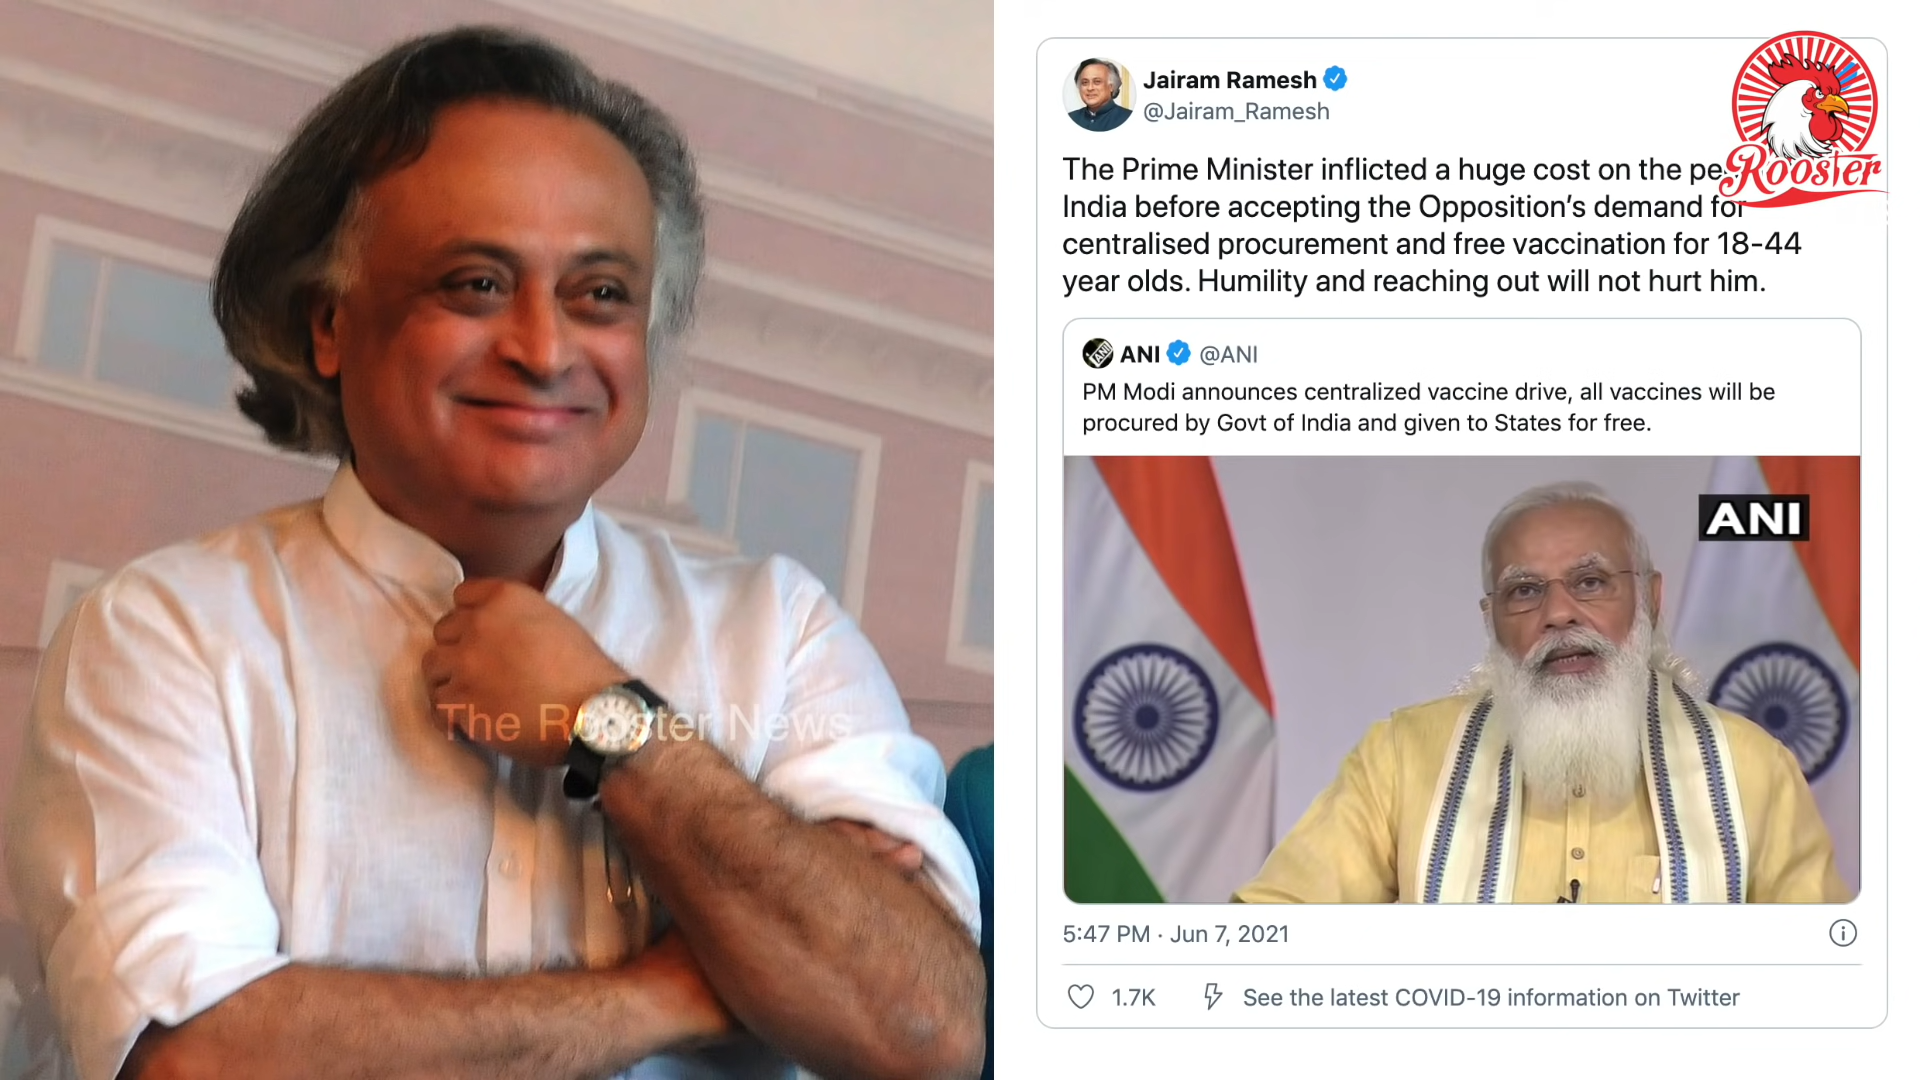 The Rooster News
Jairam Ramesh
@Jairam_Ramesh
Rooster
The Prime Minister inflicted a huge cost on the pe
India before accepting the Opposition’s demand for
centralised procurement and free vaccination for 18-44
year olds. Humility and reaching out will not hurt him.
ANI @ANI
PM Modi announces centralized vaccine drive, all vaccines will be
procured by Govt of India and given to States for free.
ANI
5:47 PM · Jun 7, 2021
1.7K See the latest COVID-19 information on Twitter